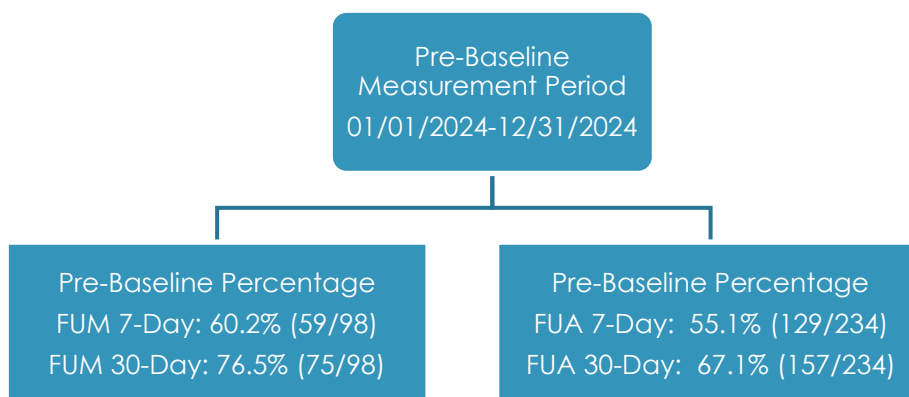 Pre-Baseline
Measurement Period
01/01/2024-12/31/2024
Pre-Baseline Percentage
FUM 7-Day: 60.2% (59/98)
FUM 30-Day: 76.5% (75/98)
Pre-Baseline Percentage
FUA 7-Day:  55.1% (129/234)
FUA 30-Day:  67.1% (157/234)